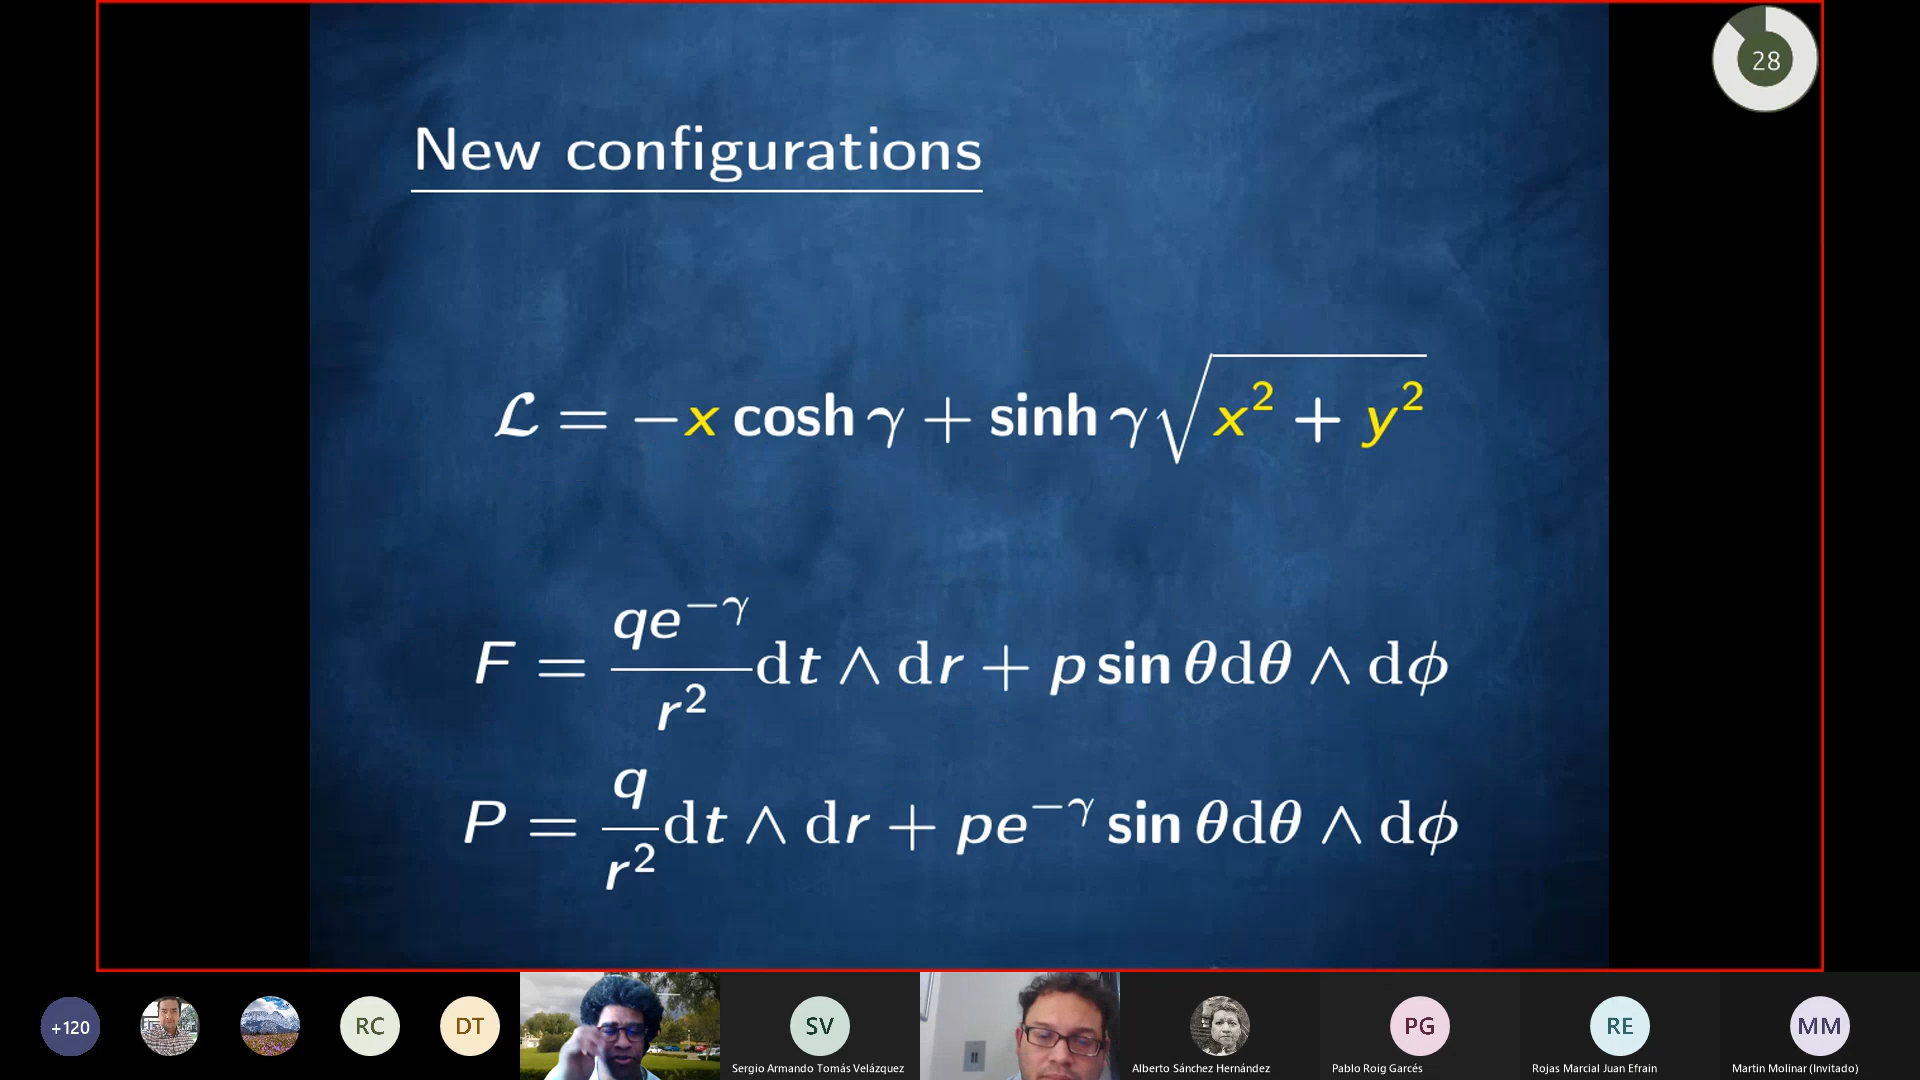 28
New configurations
ℒ = −x cosh γ + sinh γ √(x² + y²)
F = qe^{−γ}/r² dt ∧ dr + p sin θdθ ∧ dϕ
P = q/r² dt ∧ dr + pe^{−γ} sin θdθ ∧ dϕ
+120
RC
DT
SV
PG
RE
MM
Sergio Armando Tomás Velázquez
Alberto Sánchez Hernández
Pablo Roig Garcés
Rojas Marcial Juan Efrain
Martin Molinar (Invitado)